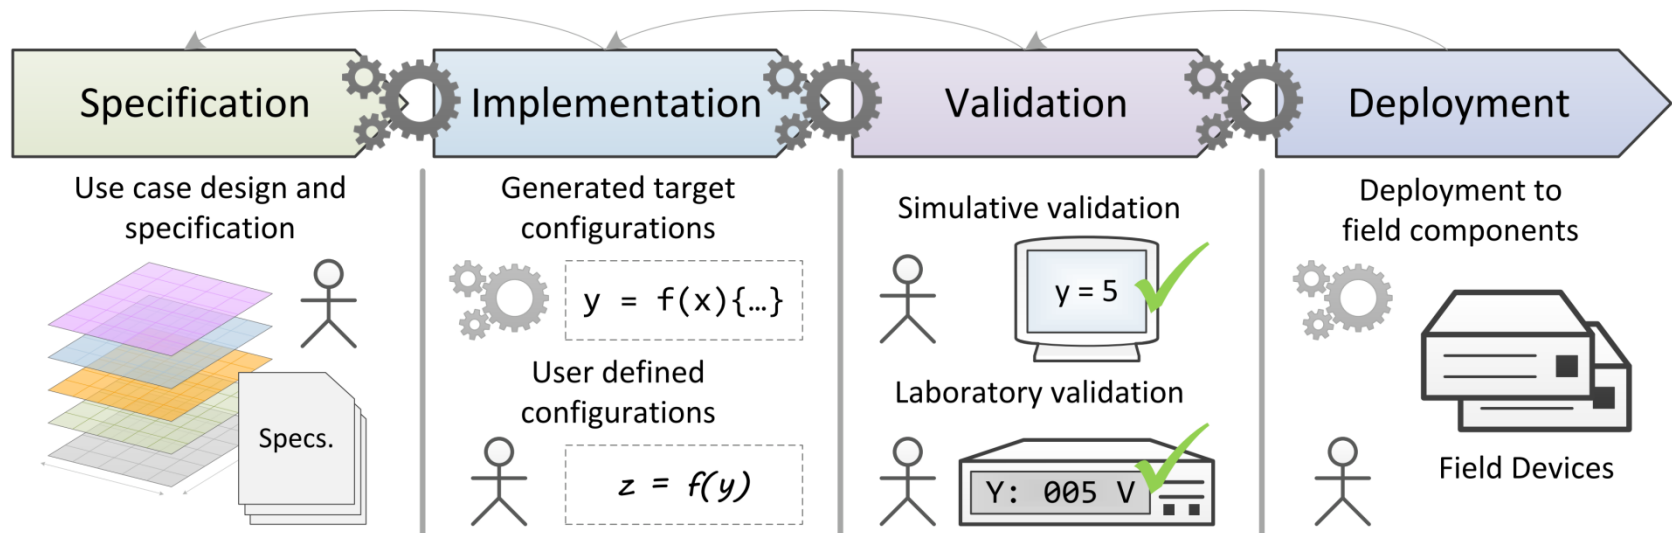 Specification
Implementation
Validation
Deployment
Use case design and
specification
Specs.
Generated target
configurations
y = f(x){…}
User defined
configurations
z = f(y)
Simulative validation
y = 5
Laboratory validation
Y: 005 V
Deployment to
field components
Field Devices